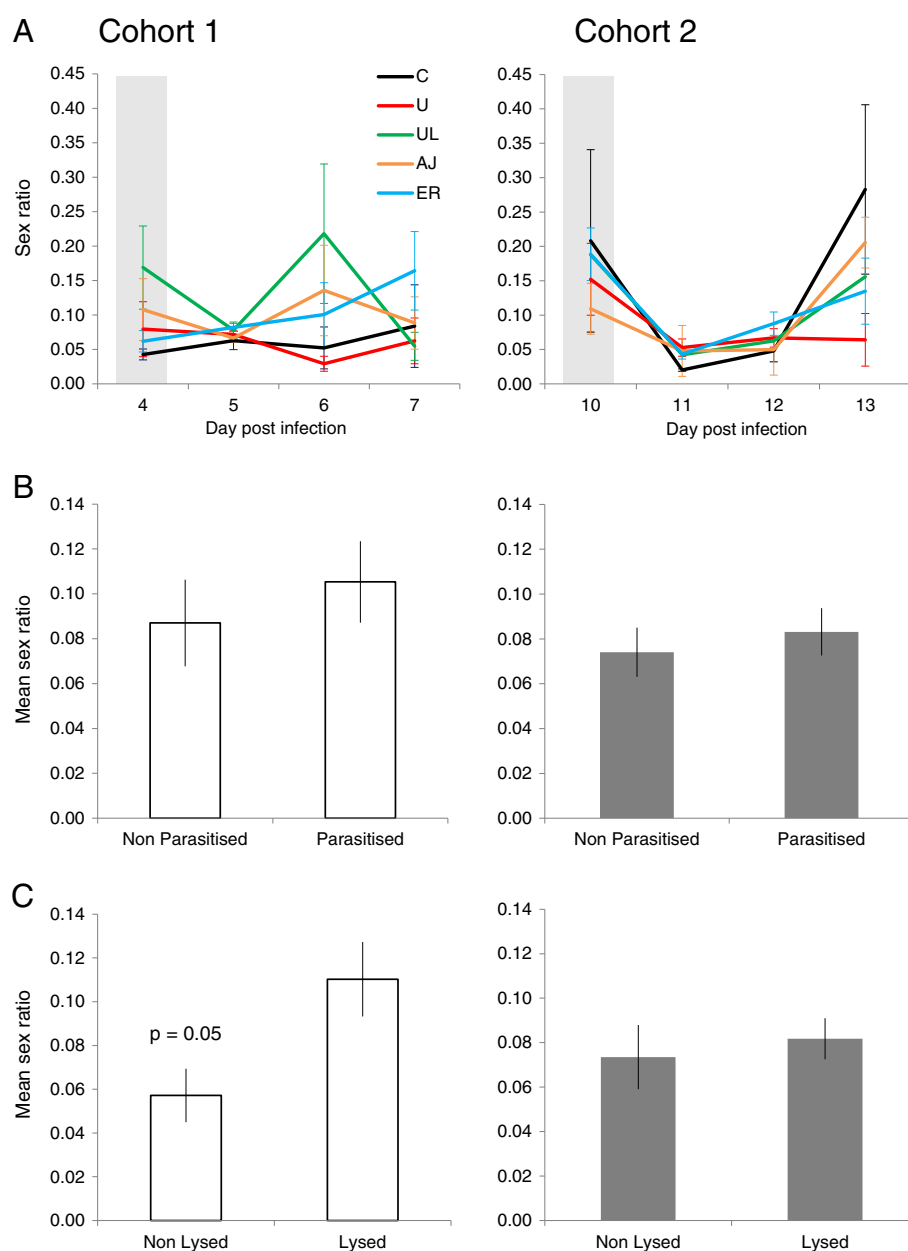 A Cohort 1 Cohort 2
0.45
0.40
0.35
0.30
0.25
0.20
0.15
0.10
0.05
0.00
Sex ratio
4 5 6 7
Day post infection
C
U
UL
AJ
ER
0.45
0.40
0.35
0.30
0.25
0.20
0.15
0.10
0.05
0.00
10 11 12 13
Day post infection
B
0.14
0.12
0.10
0.08
0.06
0.04
0.02
0.00
Mean sex ratio
Non Parasitised Parasitised
0.14
0.12
0.10
0.08
0.06
0.04
0.02
0.00
Non Parasitised Parasitised
C
0.14
0.12
0.10
0.08
0.06
0.04
0.02
0.00
Mean sex ratio
p = 0.05
Non Lysed Lysed
0.14
0.12
0.10
0.08
0.06
0.04
0.02
0.00
Non Lysed Lysed